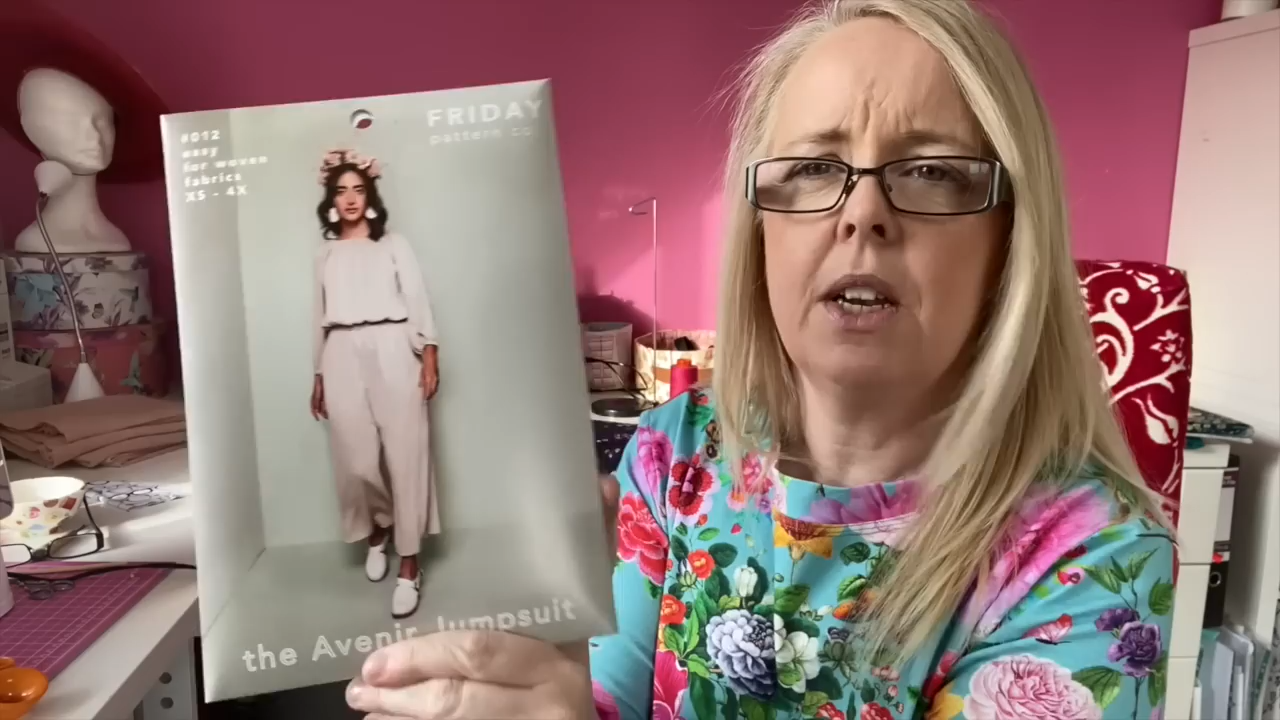 #012
easy
for woven
fabrics
XS - 4X
FRIDAY
pattern co
the Avenir Jumpsuit